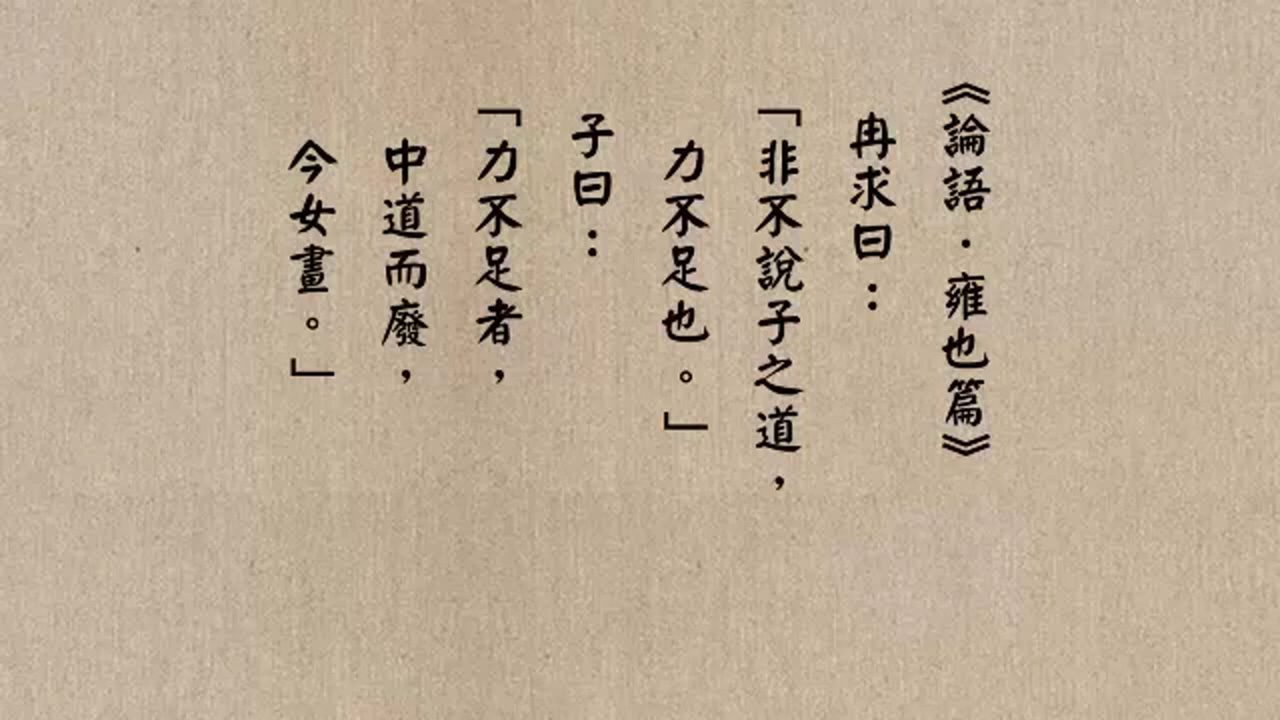 《論語·雍也篇》
冉求曰：
「非不說子之道，
力不足也。」
子曰：
「力不足者，
中道而廢，
今女畫。」